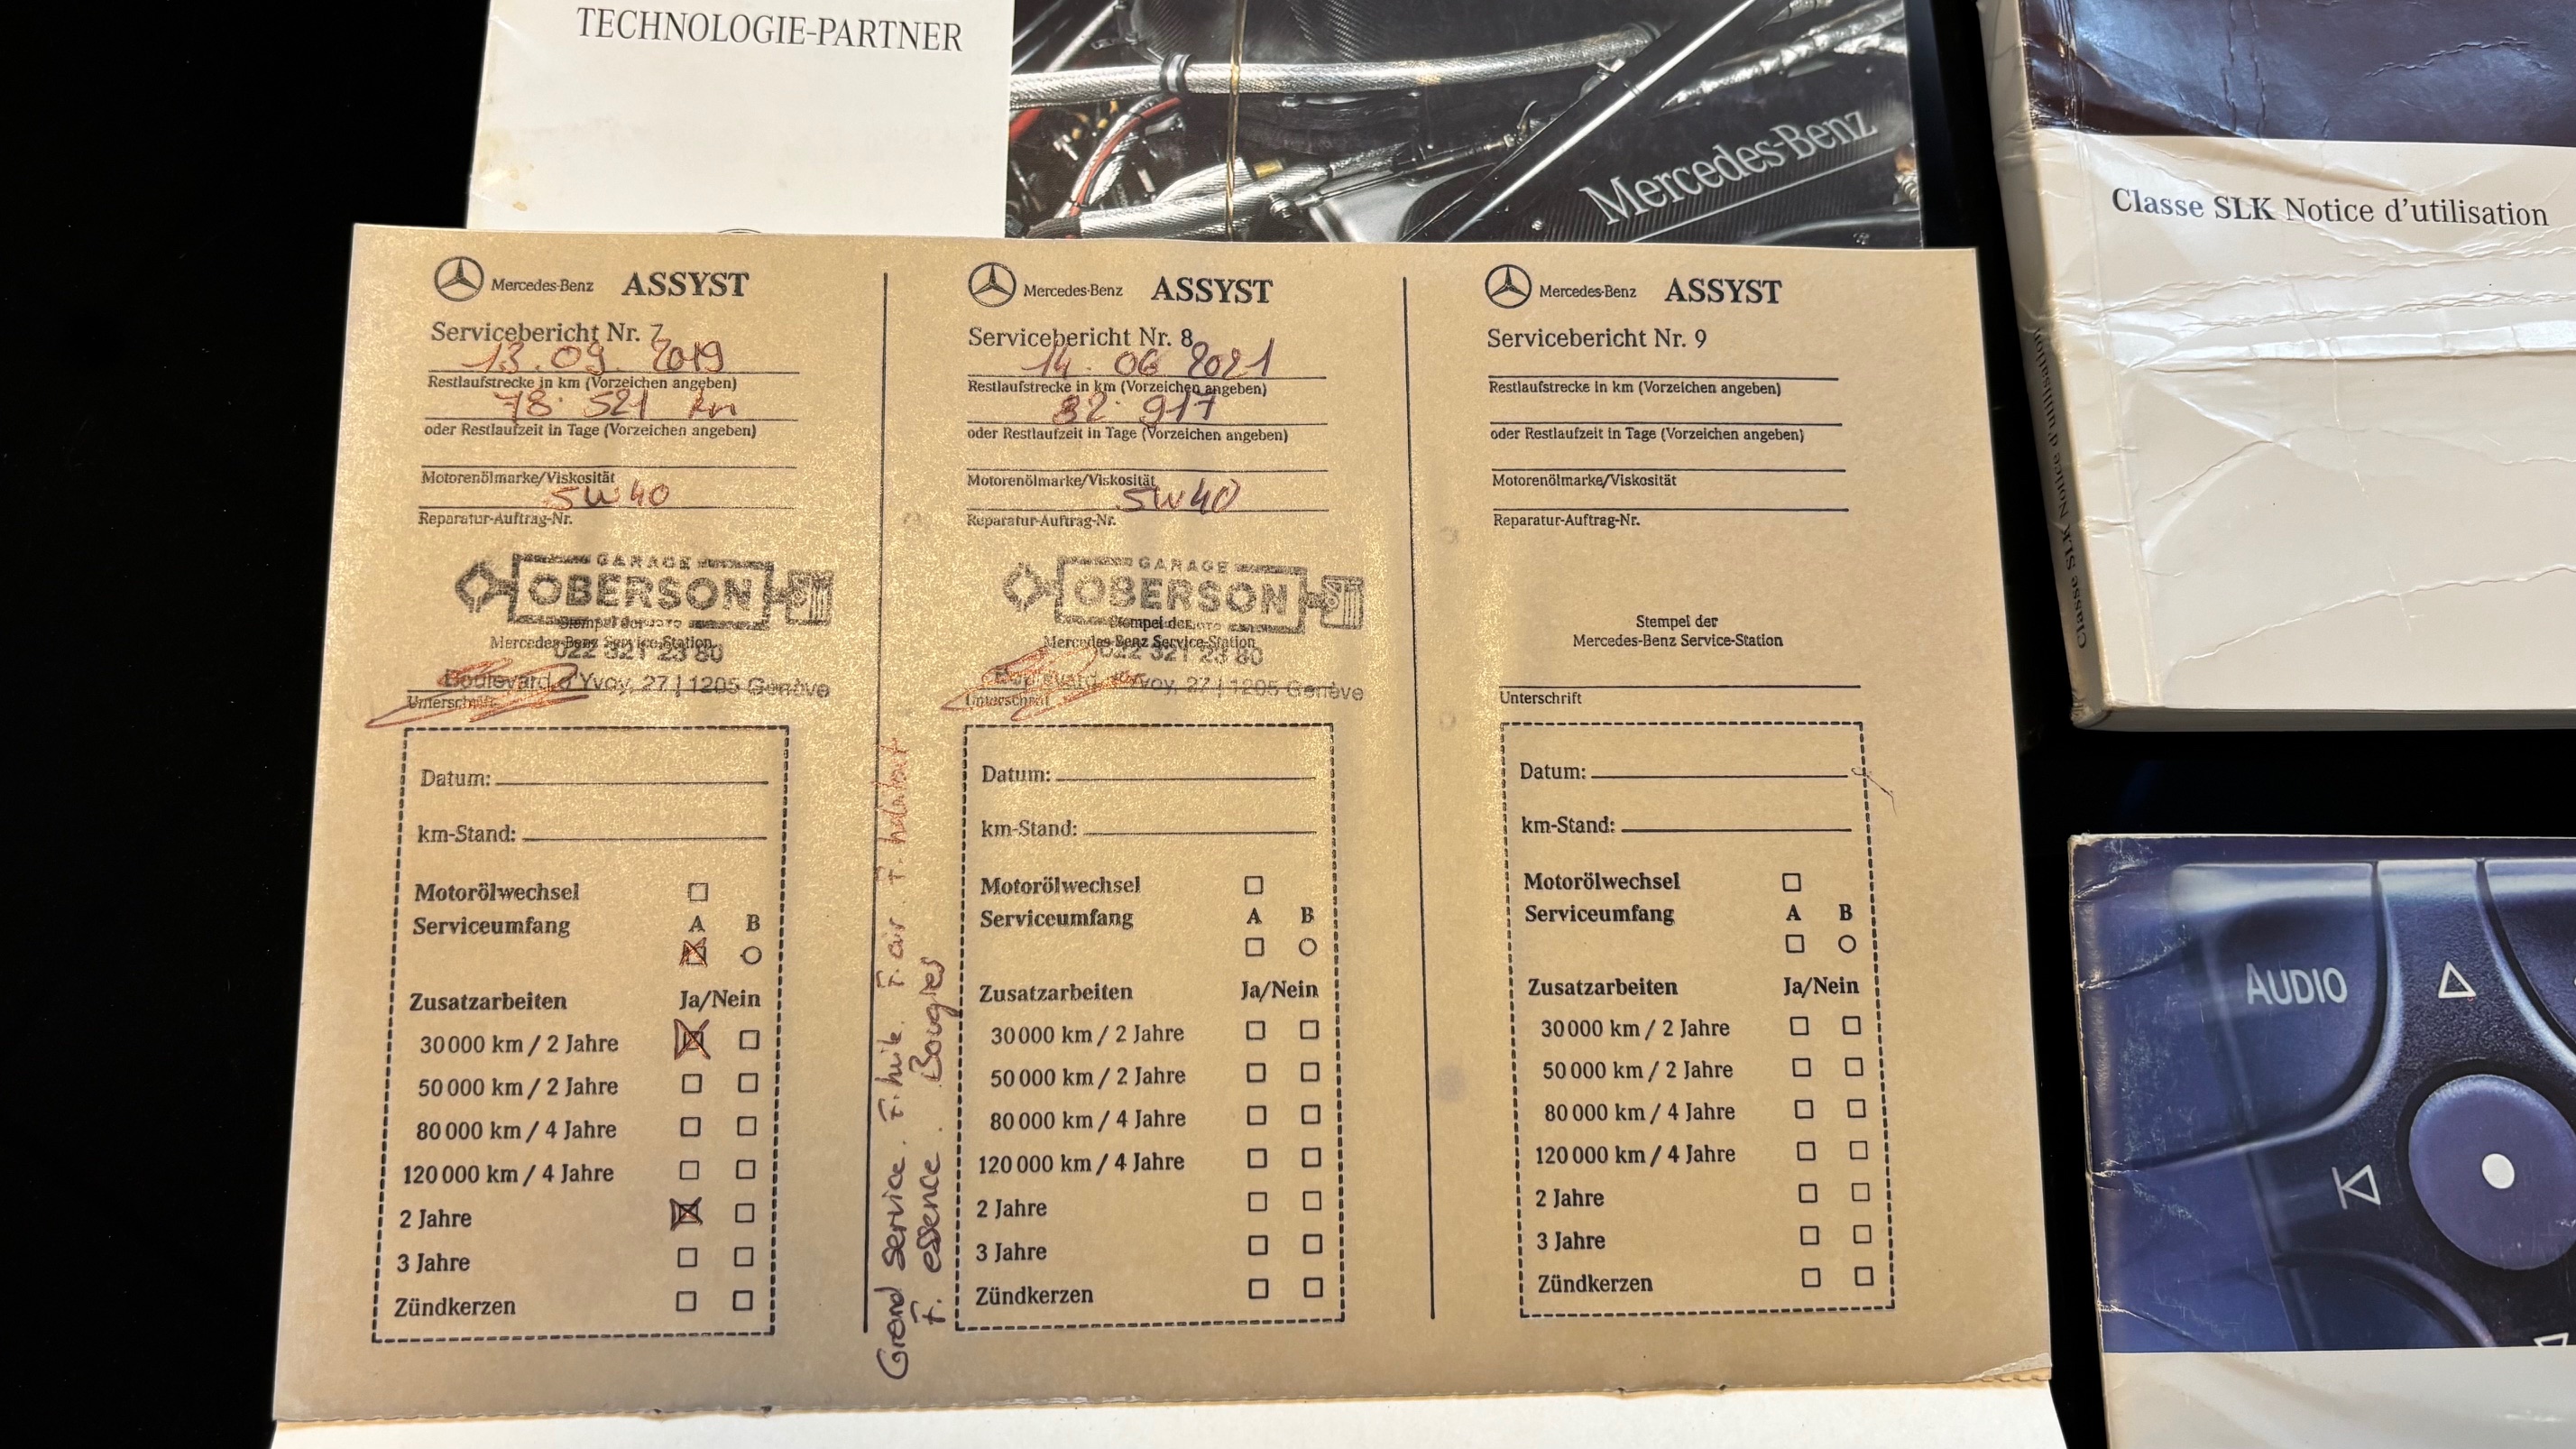 TECHNOLOGIE-PARTNER
Mercedes-Benz
Classe SLK Notice d'utilisation
Classe SLK Notice d'utilisation
Mercedes-Benz ASSYST
Servicebericht Nr. 7
13.09.2019
Restlaufstrecke in km (Vorzeichen angeben)
78.521 km
oder Restlaufzeit in Tage (Vorzeichen angeben)
Motorenölmarke/Viskosität
5W40
Reparatur-Auftrag-Nr.
GARAGE
OBERSON
Stempel der
Mercedes-Benz Service-Station
022 321 23 80
Boulevard d'Yvoy, 27 | 1205 Genève
Unterschrift
Datum:
km-Stand:
Motorölwechsel
Serviceumfang A B
Zusatzarbeiten Ja/Nein
30 000 km / 2 Jahre
50 000 km / 2 Jahre
80 000 km / 4 Jahre
120 000 km / 4 Jahre
2 Jahre
3 Jahre
Zündkerzen
Grand service. F. huile. F. air. F. habitact
F. essence. Bougies
Mercedes-Benz ASSYST
Servicebericht Nr. 8
14.06 2021
Restlaufstrecke in km (Vorzeichen angeben)
82.917
oder Restlaufzeit in Tage (Vorzeichen angeben)
Motorenölmarke/Viskosität
5W40
Reparatur-Auftrag-Nr.
GARAGE
OBERSON
Stempel der
Mercedes-Benz Service-Station
022 321 23 80
Boulevard d'Yvoy, 27 | 1205 Genève
Unterschrift
Datum:
km-Stand:
Motorölwechsel
Serviceumfang A B
Zusatzarbeiten Ja/Nein
30 000 km / 2 Jahre
50 000 km / 2 Jahre
80 000 km / 4 Jahre
120 000 km / 4 Jahre
2 Jahre
3 Jahre
Zündkerzen
Mercedes-Benz ASSYST
Servicebericht Nr. 9
Restlaufstrecke in km (Vorzeichen angeben)
oder Restlaufzeit in Tage (Vorzeichen angeben)
Motorenölmarke/Viskosität
Reparatur-Auftrag-Nr.
Stempel der
Mercedes-Benz Service-Station
Unterschrift
Datum:
km-Stand:
Motorölwechsel
Serviceumfang A B
Zusatzarbeiten Ja/Nein
30 000 km / 2 Jahre
50 000 km / 2 Jahre
80 000 km / 4 Jahre
120 000 km / 4 Jahre
2 Jahre
3 Jahre
Zündkerzen
AUDIO